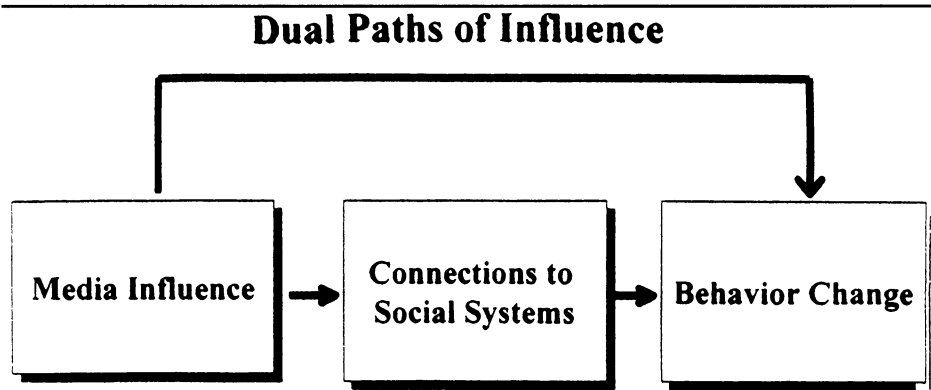 Dual Paths of Influence
Media Influence
Connections to
Social Systems
Behavior Change